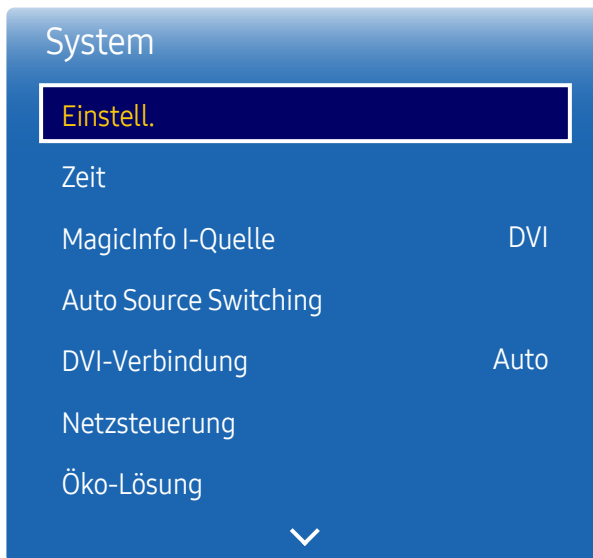 System
Einstell.
Zeit
MagicInfo I-Quelle DVI
Auto Source Switching
DVI-Verbindung Auto
Netzsteuerung
Öko-Lösung